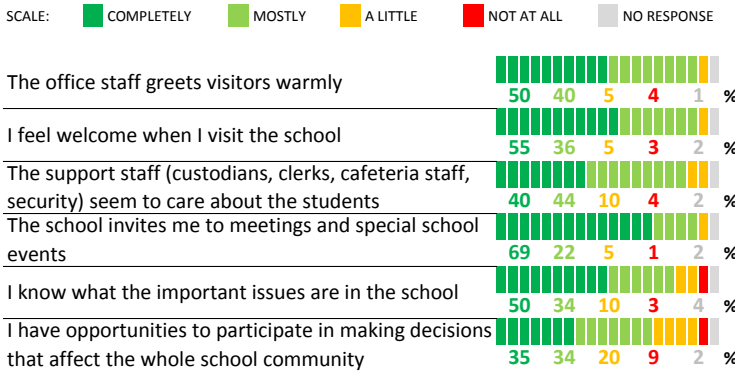 SCALE: COMPLETELY MOSTLY A LITTLE NOT AT ALL NO RESPONSE
The office staff greets visitors warmly
50 40 5 4 1 %
I feel welcome when I visit the school
55 36 5 3 2 %
The support staff (custodians, clerks, cafeteria staff,
security) seem to care about the students
40 44 10 4 2 %
The school invites me to meetings and special school
events
69 22 5 1 2 %
I know what the important issues are in the school
50 34 10 3 4 %
I have opportunities to participate in making decisions
that affect the whole school community
35 34 20 9 2 %